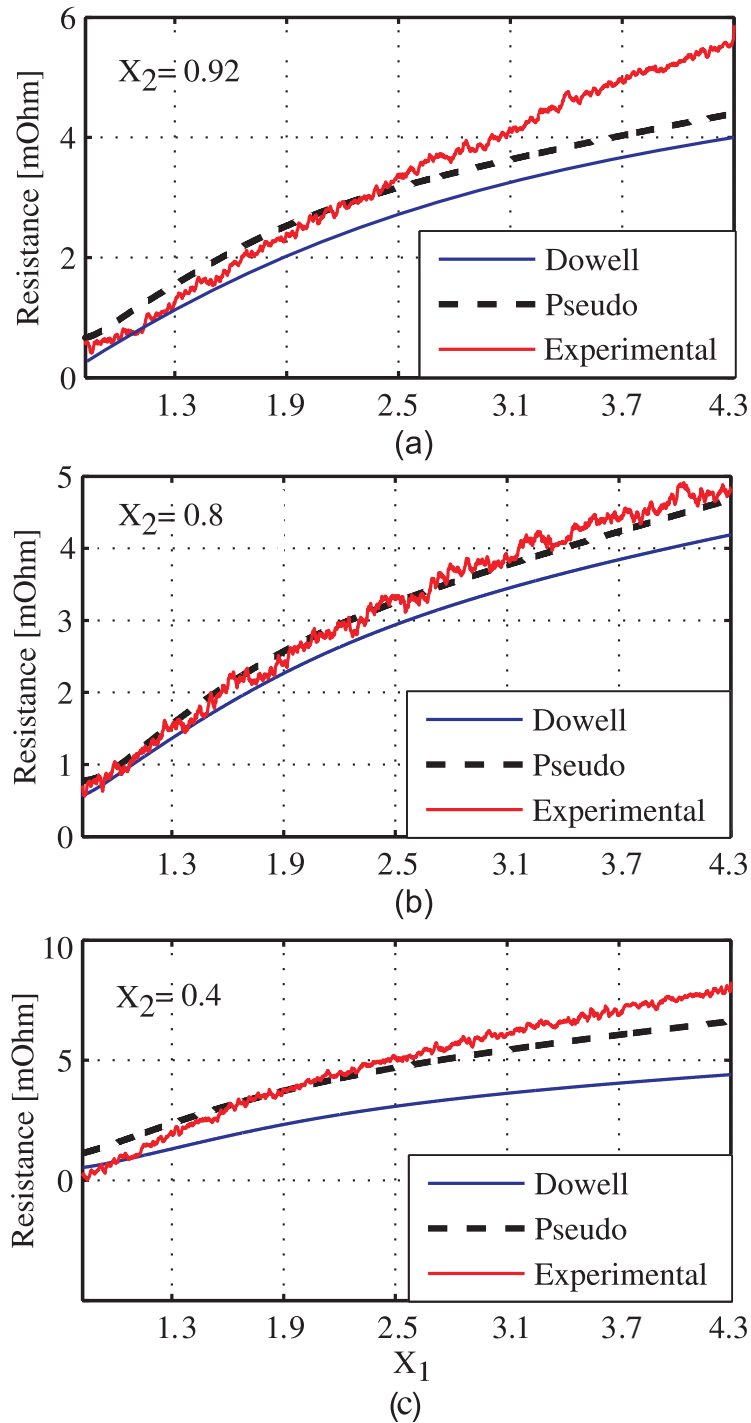 Resistance [mOhm]
6
4
2
0
X2= 0.92
Dowell
Pseudo
Experimental
1.3 1.9 2.5 3.1 3.7 4.3
(a)
Resistance [mOhm]
5
4
3
2
1
0
X2= 0.8
Dowell
Pseudo
Experimental
1.3 1.9 2.5 3.1 3.7 4.3
(b)
Resistance [mOhm]
10
5
0
X2= 0.4
Dowell
Pseudo
Experimental
1.3 1.9 2.5 3.1 3.7 4.3
X1
(c)